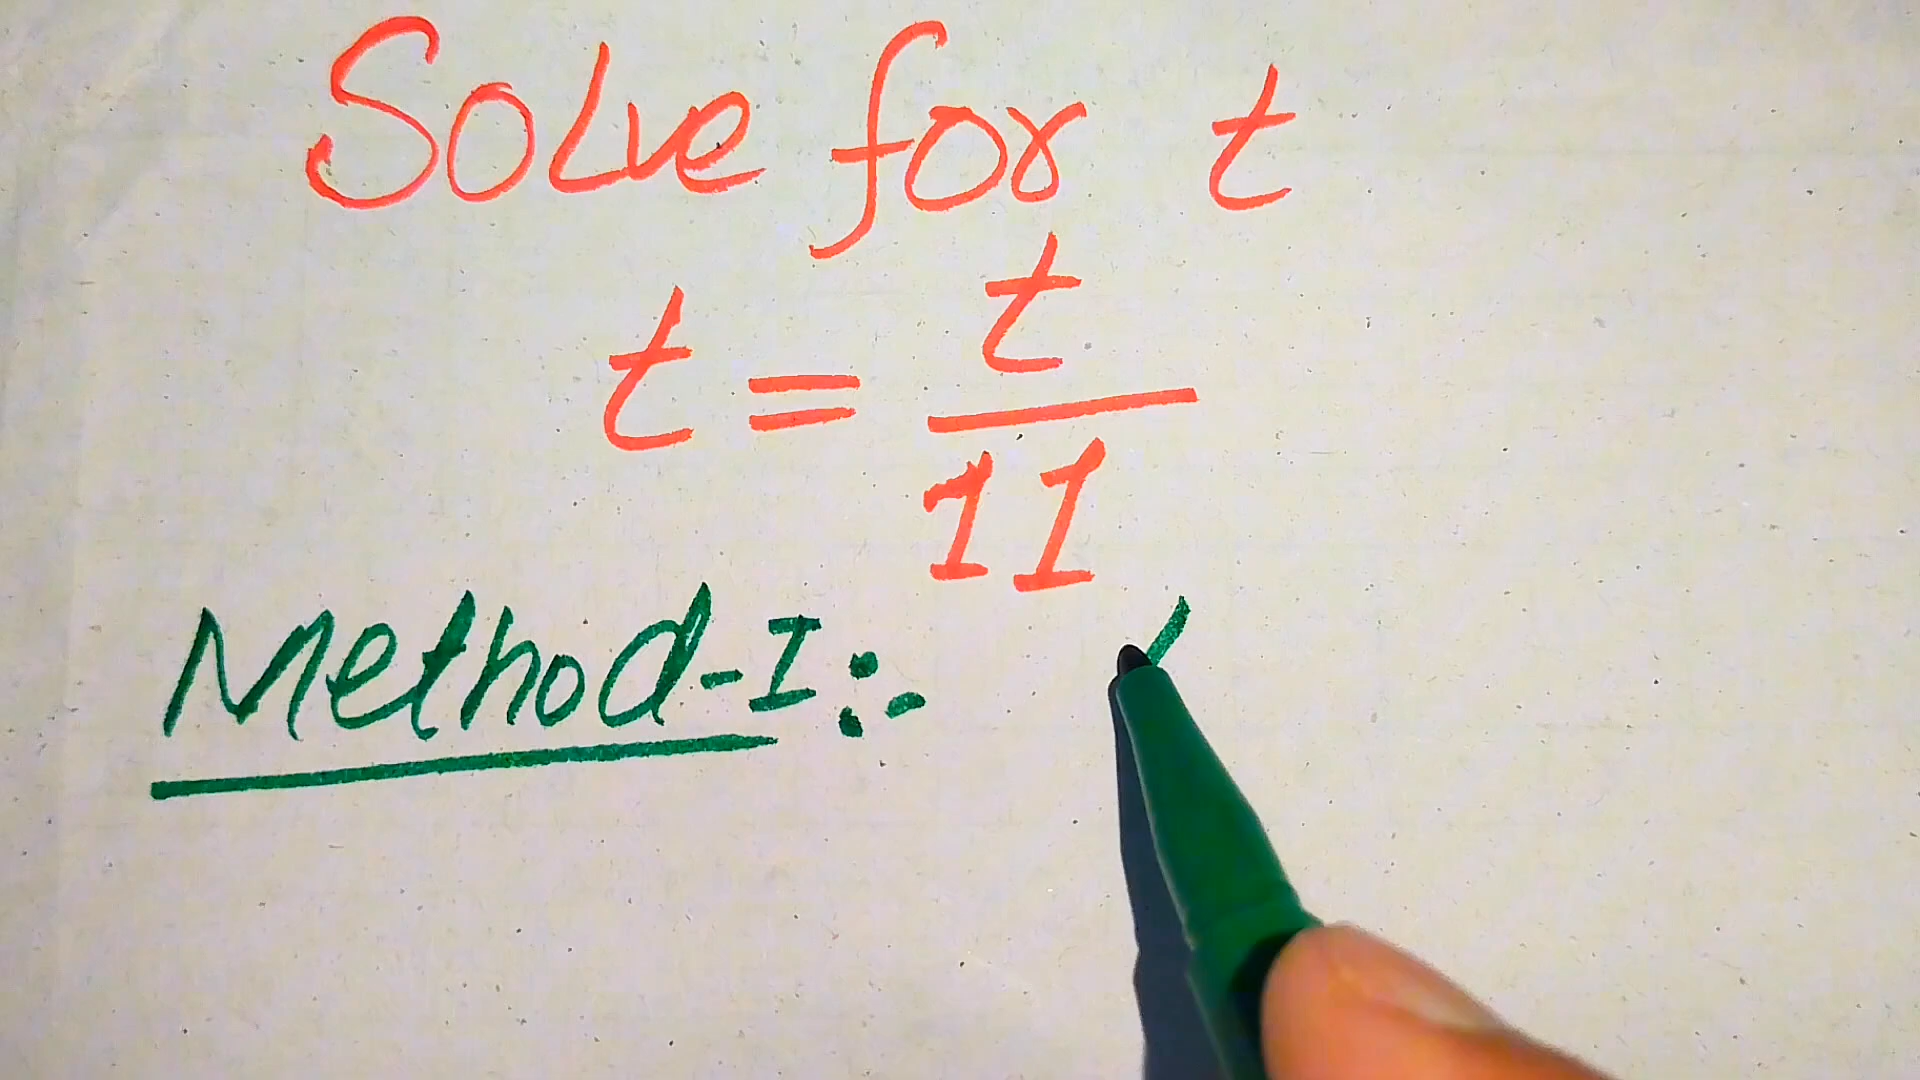 Solve for t
t = t/11
Method-I:-